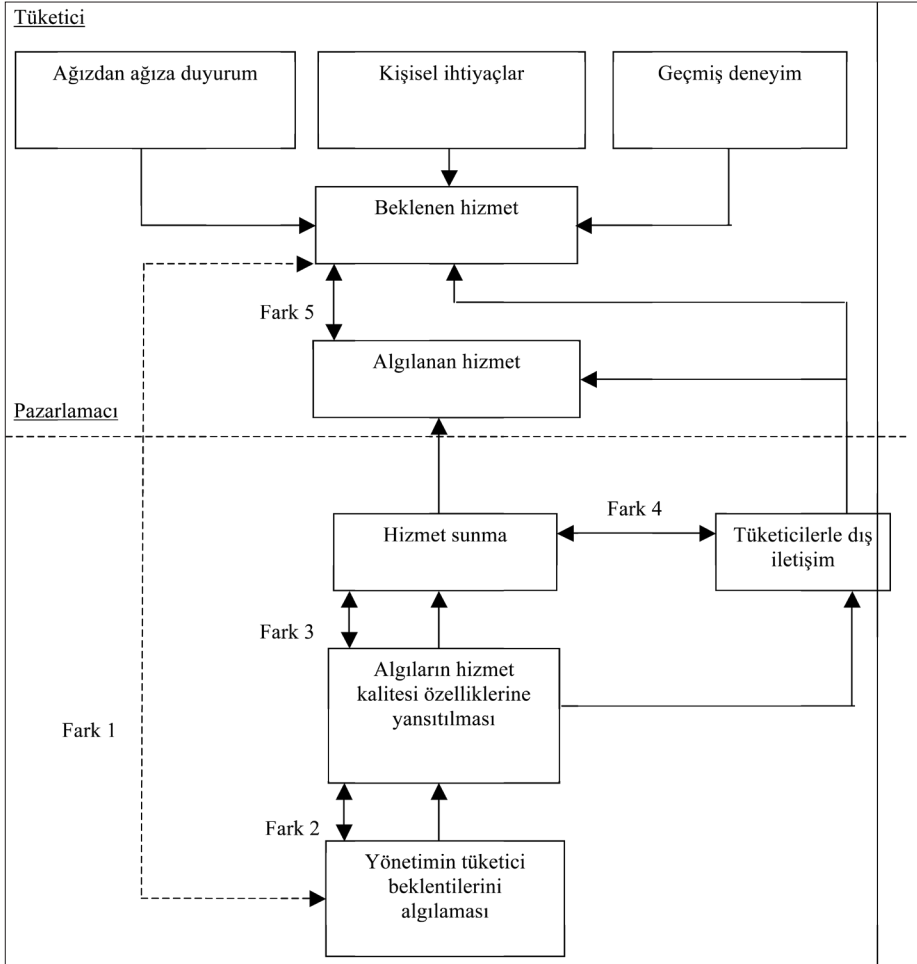 Tüketici
Ağızdan ağıza duyurum
Kişisel ihtiyaçlar
Geçmiş deneyim
Beklenen hizmet
Fark 5
Algılanan hizmet
Pazarlamacı
Fark 4
Hizmet sunma
Tüketicilerle dış
iletişim
Fark 3
Algıların hizmet
kalitesi özelliklerine
yansıtılması
Fark 1
Fark 2
Yönetimin tüketici
beklentilerini
algılaması